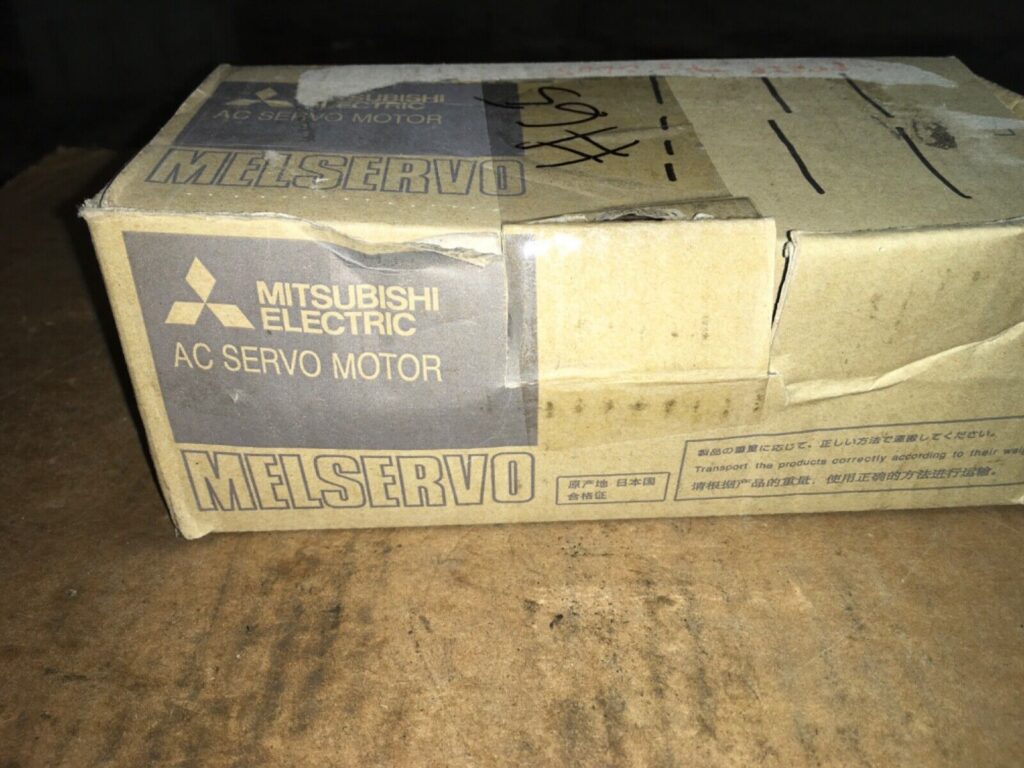 MITSUBISHI
ELECTRIC
AC SERVO MOTOR
MELSERVO
MITSUBISHI
ELECTRIC
AC SERVO MOTOR
MELSERVO
原产地 日本国
合格证
製品の重量に応じて、正しい方法で運搬してください。
Transport the products correctly according to their
请根据产品的重量，使用正确的方法进行运输。